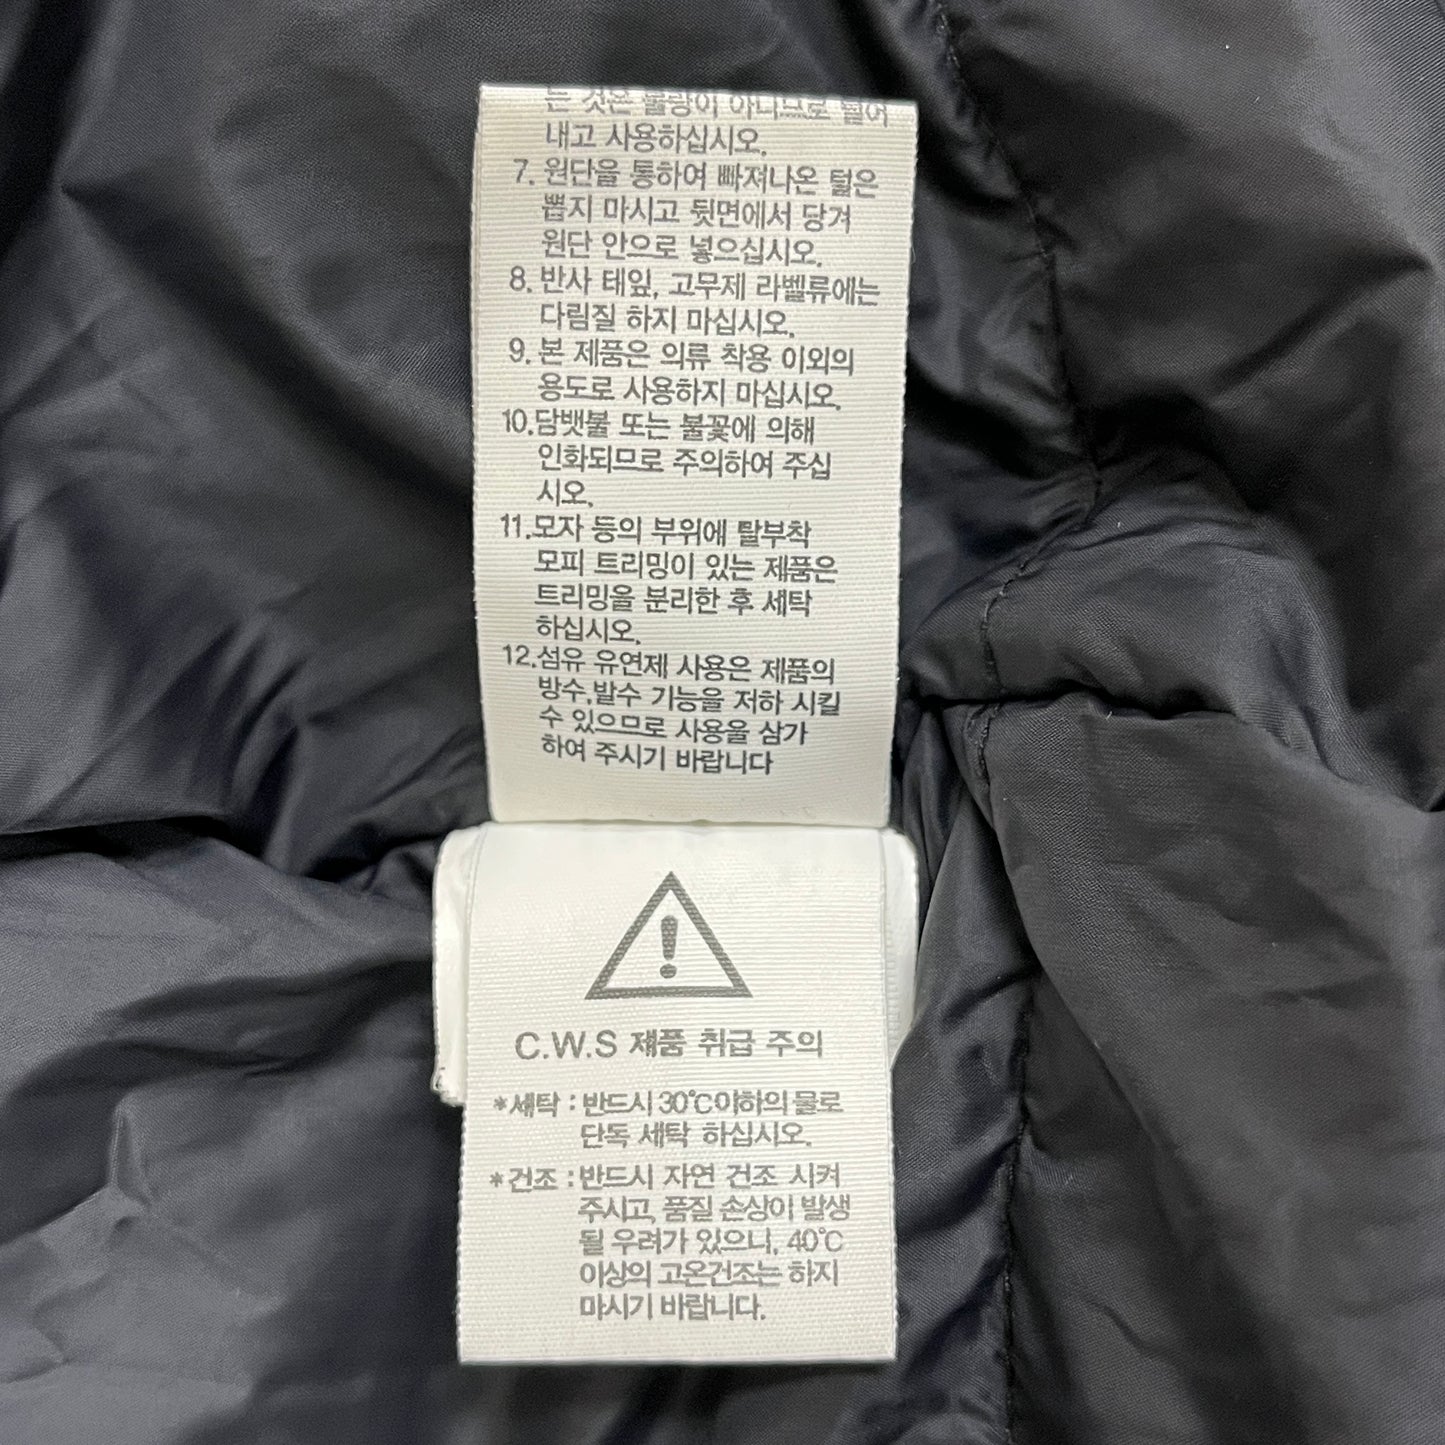 는 것은 불량이 아니므로 털어
내고 사용하십시오.
7. 원단을 통하여 빠져나온 털은
뽑지 마시고 뒷면에서 당겨
원단 안으로 넣으십시오.
8. 반사 테잎, 고무제 라벨류에는
다림질 하지 마십시오.
9. 본 제품은 의류 착용 이외의
용도로 사용하지 마십시오.
10.담뱃불 또는 불꽃에 의해
인화되므로 주의하여 주십
시오.
11.모자 등의 부위에 탈부착
모피 트리밍이 있는 제품은
트리밍을 분리한 후 세탁
하십시오.
12.섬유 유연제 사용은 제품의
방수,발수 기능을 저하 시킬
수 있으므로 사용을 삼가
하여 주시기 바랍니다
C.W.S 제품 취급 주의
*세탁 : 반드시 30℃이하의 물로
단독 세탁 하십시오.
*건조 : 반드시 자연 건조 시켜
주시고, 품질 손상이 발생
될 우려가 있으니, 40℃
이상의 고온건조는 하지
마시기 바랍니다.